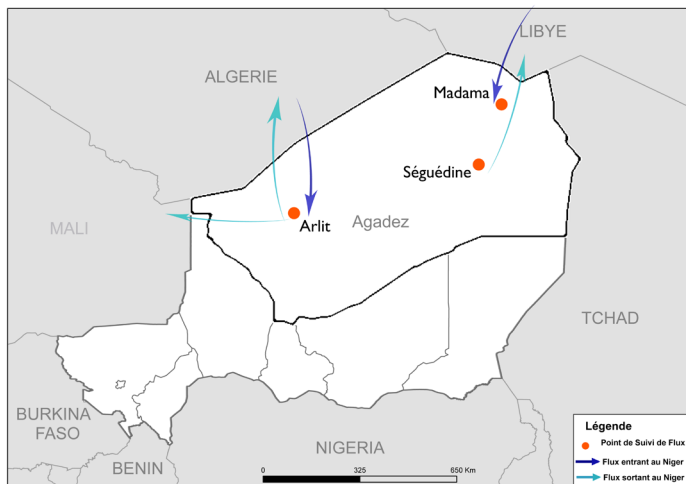 LIBYE
ALGERIE
Madama
Séguédine
Arlit
Agadez
MALI
TCHAD
BURKINA
FASO
BENIN
NIGERIA
0 325 650 Km
Légende
Point de Suivi de Flux
Flux entrant au Niger
Flux sortant au Niger